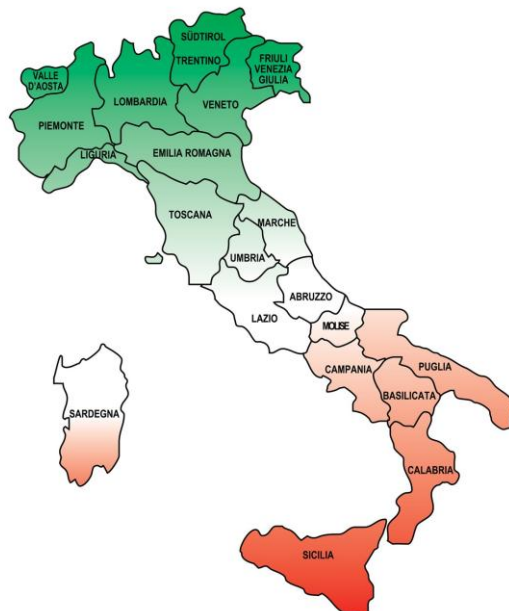 SÜDTIROL
TRENTINO
FRIULI
VENEZIA
GIULIA
VALLE
D'AOSTA
LOMBARDIA
VENETO
PIEMONTE
EMILIA ROMAGNA
LIGURIA
TOSCANA
MARCHE
UMBRIA
ABRUZZO
LAZIO
MOLISE
CAMPANIA
PUGLIA
BASILICATA
SARDEGNA
CALABRIA
SICILIA